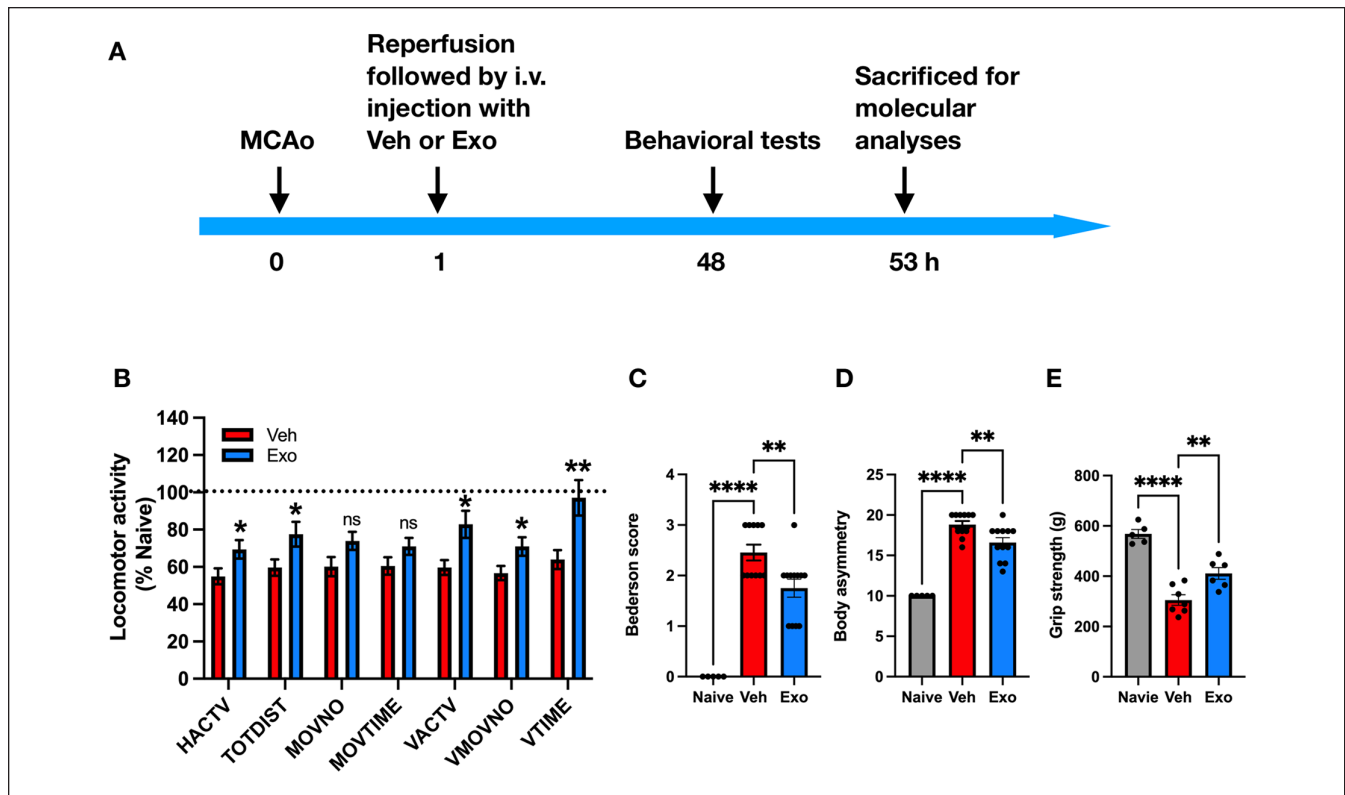 A
Reperfusion
followed by i.v.
injection with
Veh or Exo
MCAo
Behavioral tests
Sacrificed for
molecular
analyses
0
1
48
53 h
B
Locomotor activity
(% Naive)
140
120
100
80
60
40
20
0
Veh
Exo
*
*
ns
ns
*
*
**
HACTV
TOTDIST
MOVNO
MOVTIME
VACTV
VMOVNO
VTIME
C
Bederson score
4
3
2
1
0
****
**
Naive Veh Exo
D
Body asymmetry
25
20
15
10
5
0
****
**
Naive Veh Exo
E
Grip strength (g)
800
600
400
200
0
****
**
Navie Veh Exo